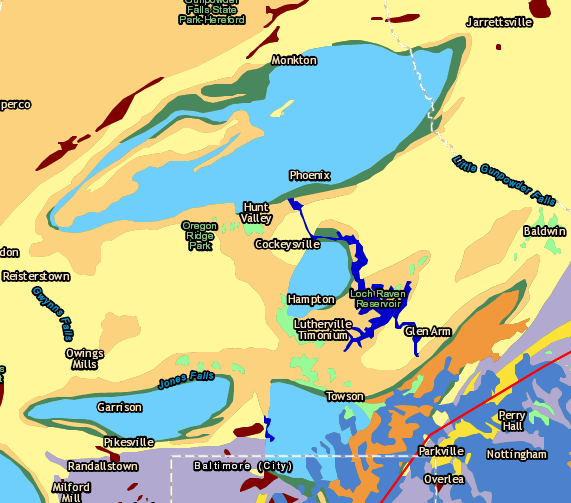 Gunpowder
Falls State
Park-Hereford
Jarrettsville
Monkton
perco
Little Gunpowder Falls
Phoenix
Hunt
Valley
Oregon
Ridge
Park
Cockeysville
Baldwin
don
Reisterstown
Gwynns Falls
Loch Raven
Reservoir
Hampton
Lutherville
Timonium
Glen Arm
Owings
Mills
Jones Falls
Towson
Garrison
Perry
Hall
Pikesville
Parkville
Nottingham
Randallstown
Baltimore (City)
Overlea
Milford
Mill